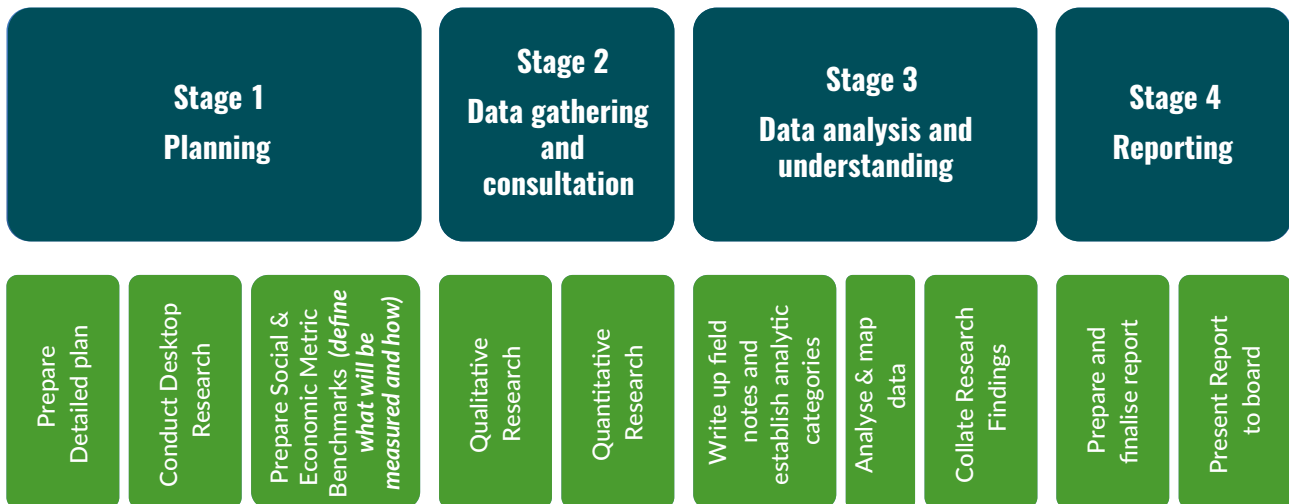 Stage 1
Planning
Stage 2
Data gathering
and
consultation
Stage 3
Data analysis and
understanding
Stage 4
Reporting
Prepare
Detailed plan
Conduct Desktop
Research
Prepare Social &
Economic Metric
Benchmarks (define
what will be
measured and how)
Qualitative
Research
Quantitative
Research
Write up field
notes and
establish analytic
categories
Analyse & map
data
Collate Research
Findings
Prepare and
finalise report
Present Report
to board